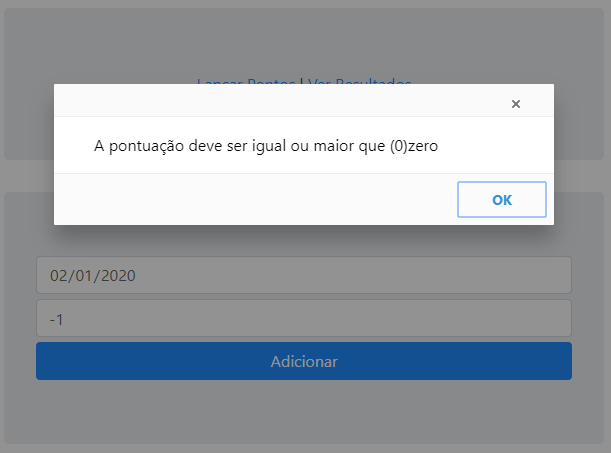 Lançar Pontos | Ver Resultados
×
A pontuação deve ser igual ou maior que (0)zero
OK
02/01/2020
-1
Adicionar